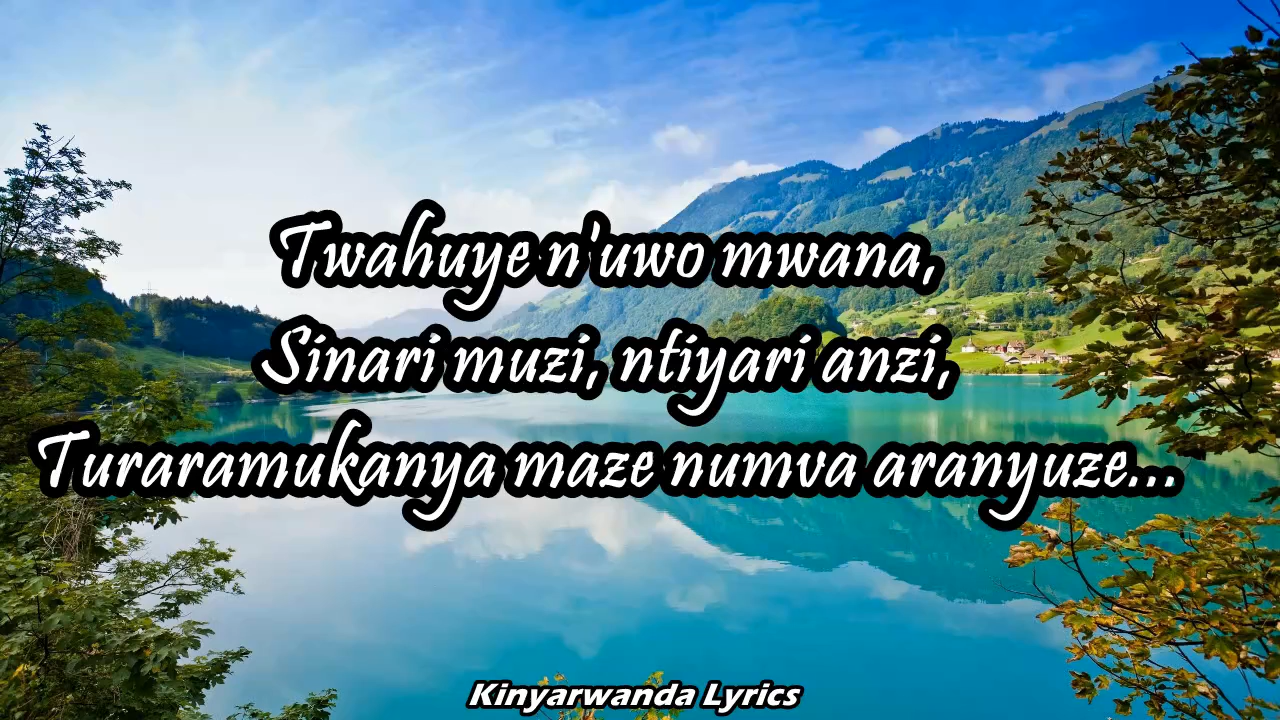 Twahuye n'uwo mwana,
Sinari muzi, ntiyari anzi,
Turaramukanya maze numva aranyuze...
Kinyarwanda Lyrics